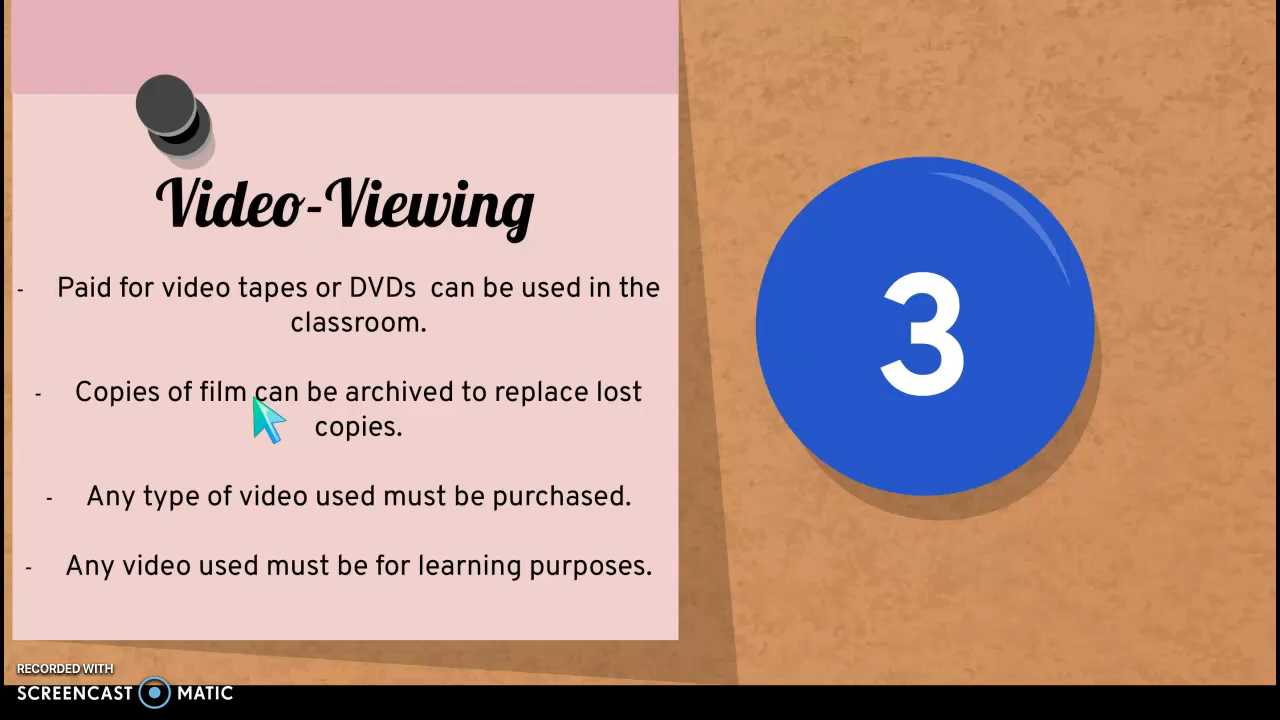 Video-Viewing
- Paid for video tapes or DVDs can be used in the
classroom.
- Copies of film can be archived to replace lost
copies.
- Any type of video used must be purchased.
- Any video used must be for learning purposes.
3
RECORDED WITH
SCREENCAST MATIC